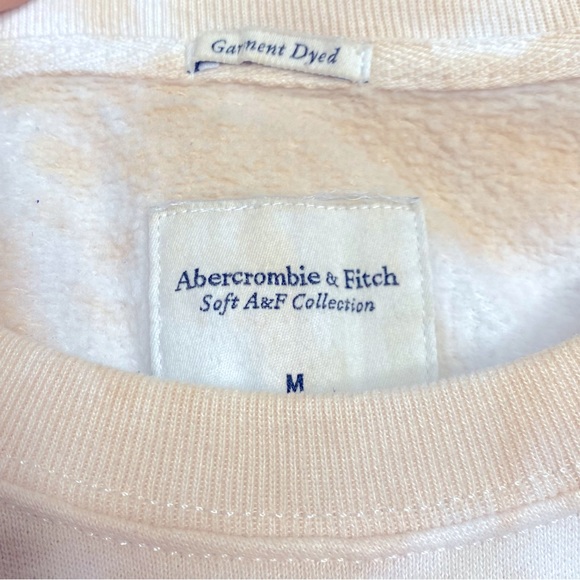 Garment Dyed
Abercrombie & Fitch
Soft A&F Collection
M